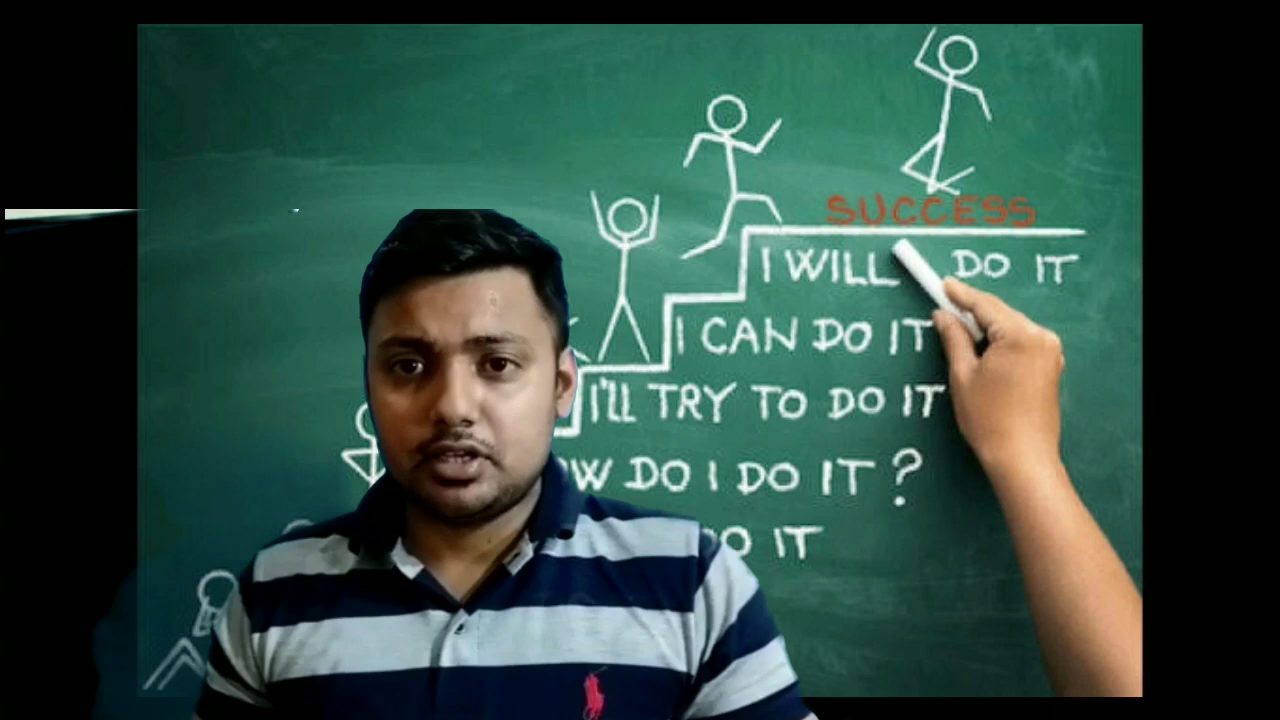 SUCCESS
I WILL DO IT
I CAN DO IT
I'LL TRY TO DO IT
DO I DO IT ?
IT